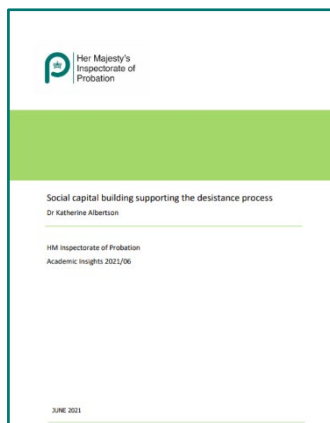 Her Majesty's
Inspectorate of
Probation
Social capital building supporting the desistance process
Dr Katherine Albertson
HM Inspectorate of Probation
Academic Insights 2021/06
JUNE 2021